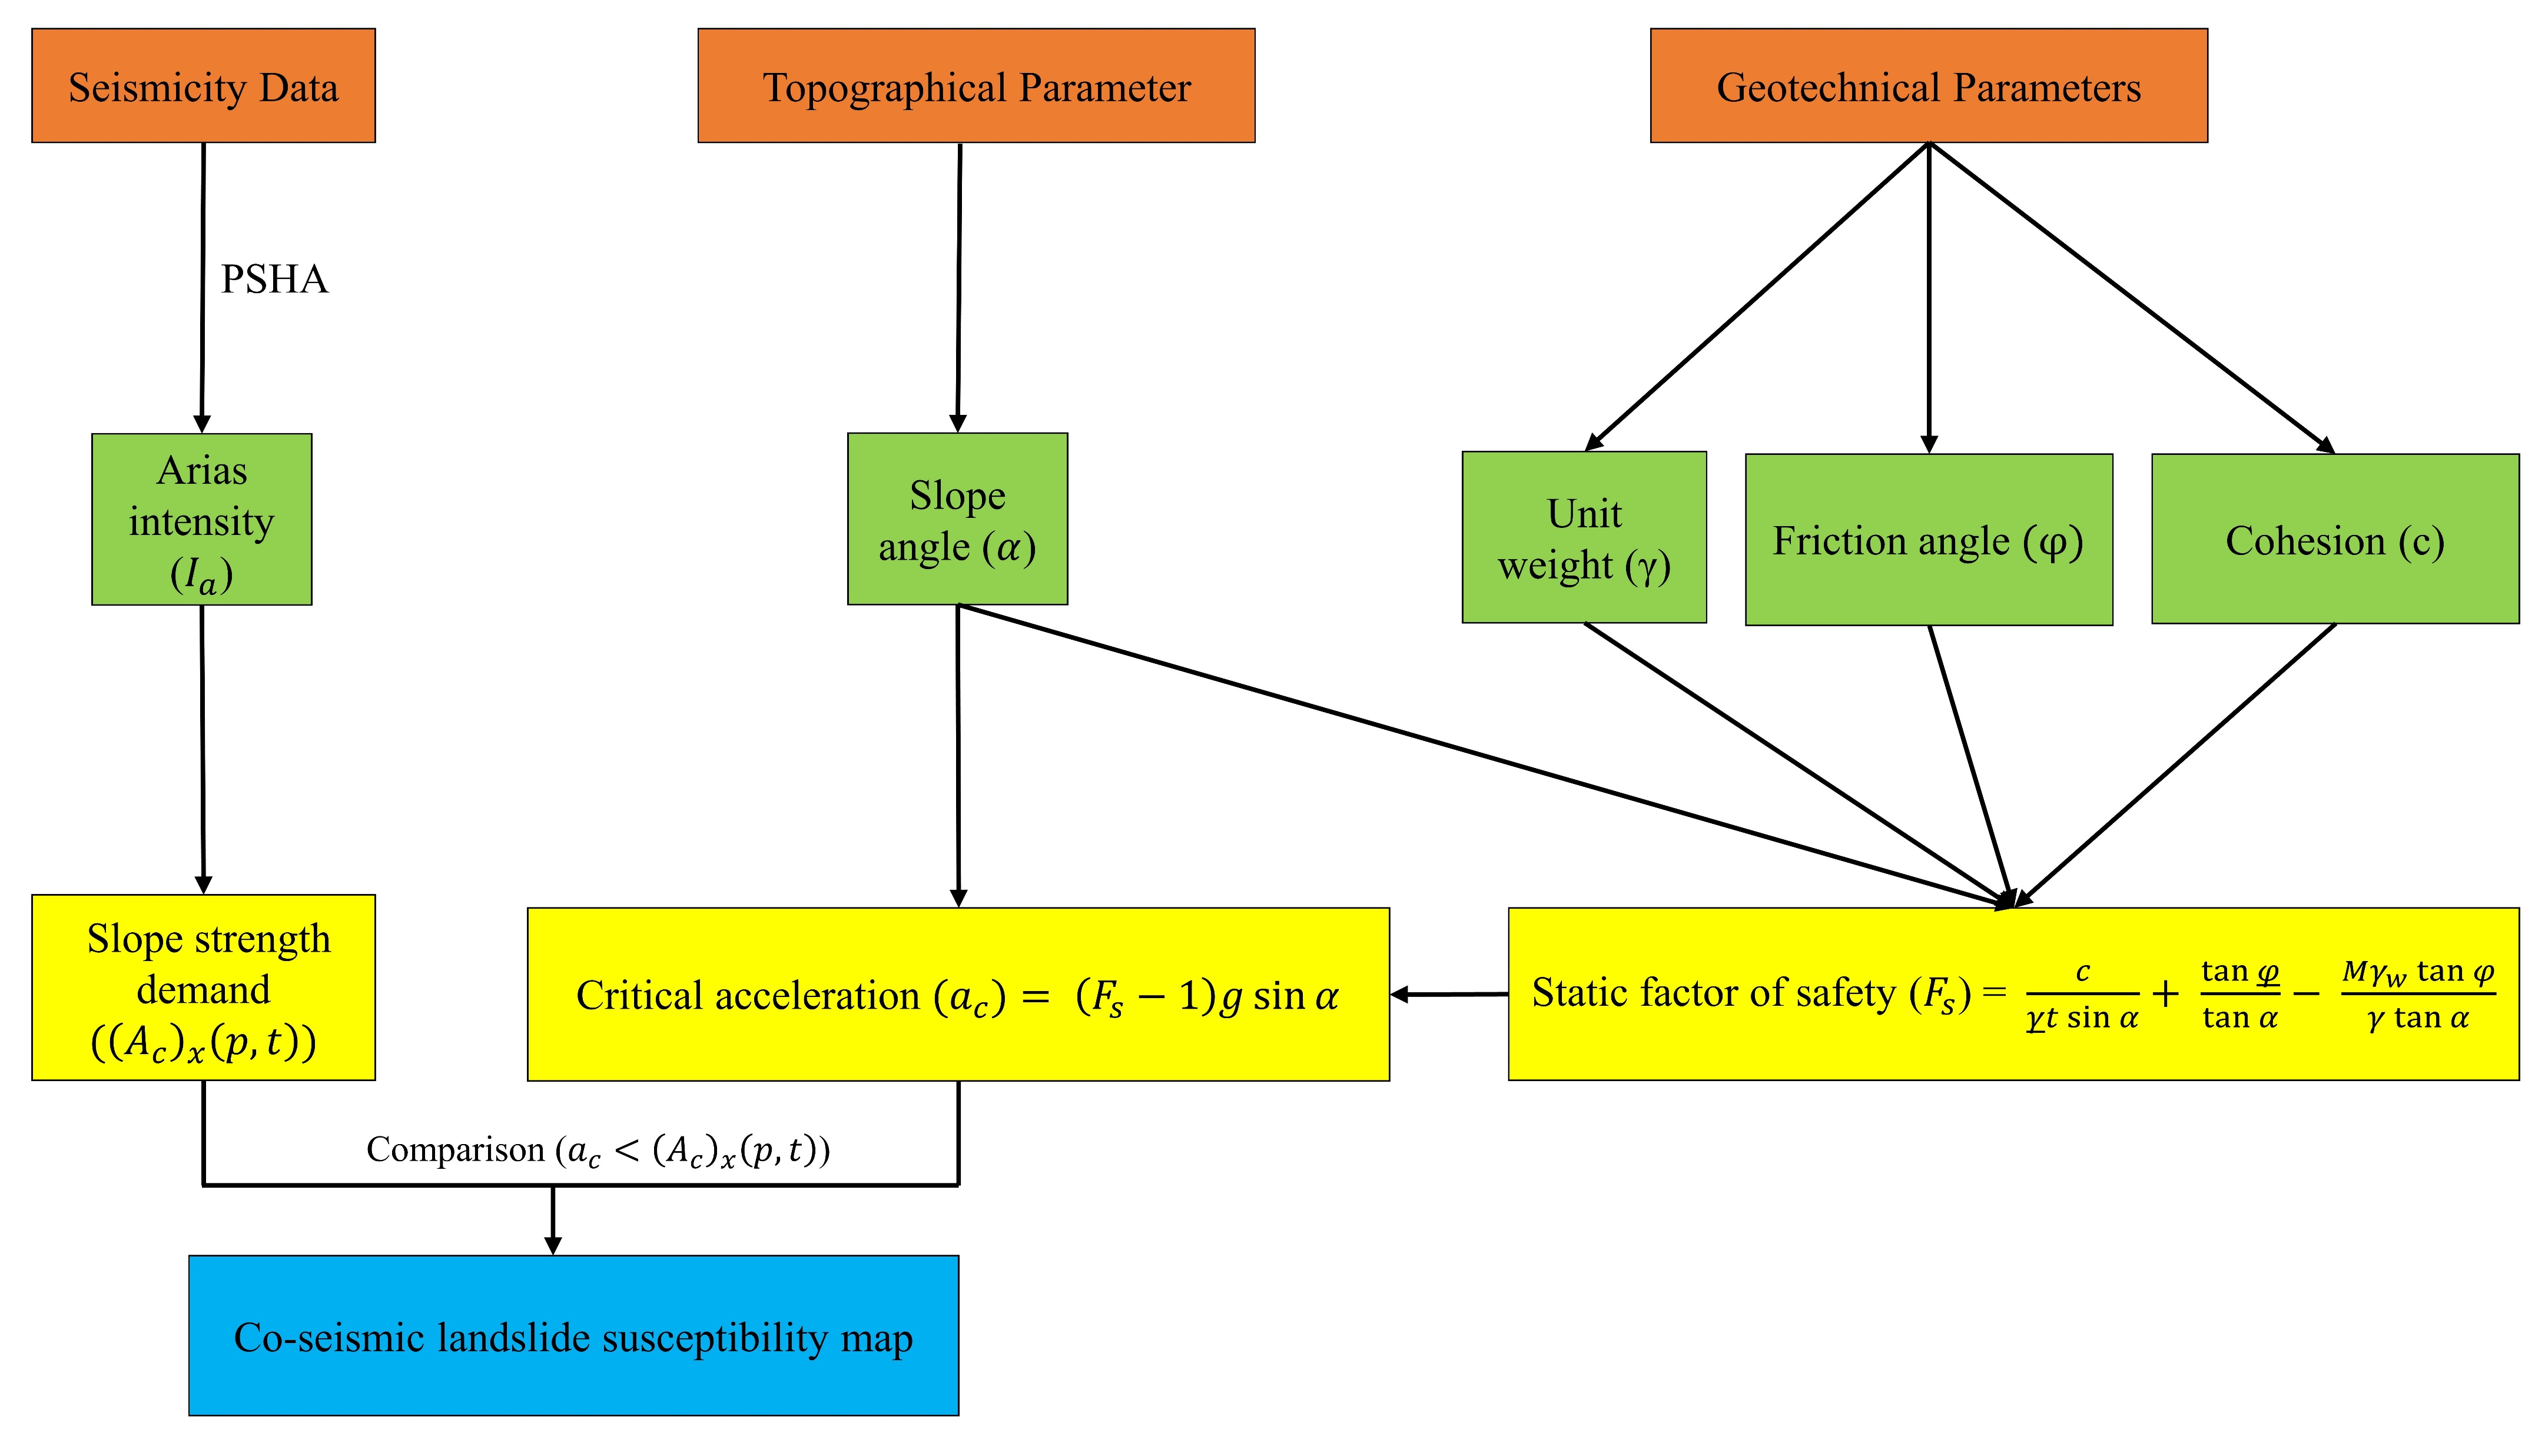 Seismicity Data
Topographical Parameter
Geotechnical Parameters
PSHA
Arias
intensity
(Iₐ)
Slope
angle (α)
Unit
weight (γ)
Friction angle (φ)
Cohesion (c)
Slope strength
demand
((A_c)_x(p, t))
Critical acceleration (a_c) = (F_s − 1)g sin α
Static factor of safety (F_s) = c / γt sin α + tan φ / tan α − Mγ_w tan φ / γ tan α
Comparison (a_c < (A_c)_x(p, t))
Co-seismic landslide susceptibility map